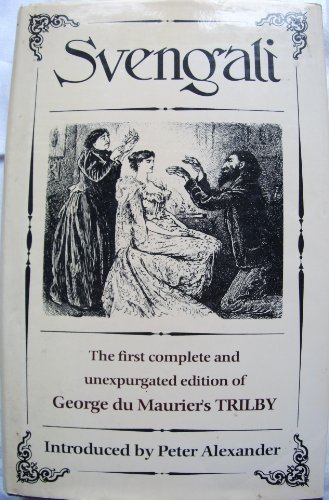 Svengali
The first complete and
unexpurgated edition of
George du Maurier's TRILBY
Introduced by Peter Alexander